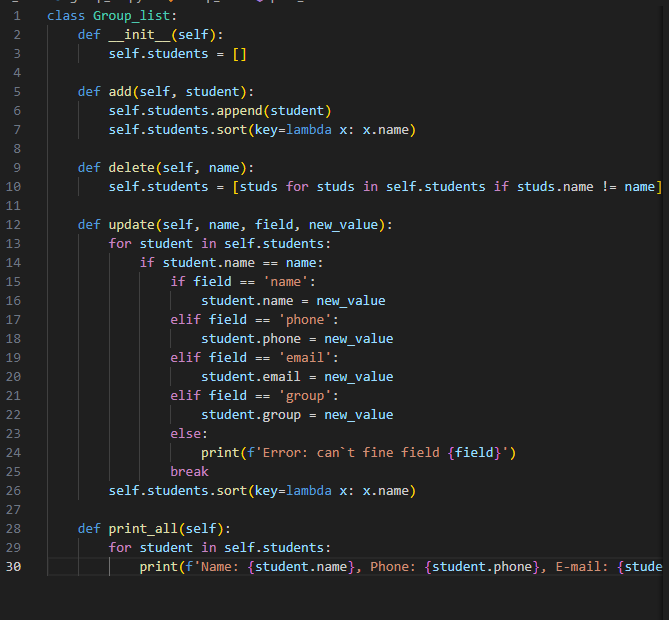 1 class Group_list:
2     def __init__(self):
3         self.students = []
4
5     def add(self, student):
6         self.students.append(student)
7         self.students.sort(key=lambda x: x.name)
8
9     def delete(self, name):
10         self.students = [studs for studs in self.students if studs.name != name]
11
12     def update(self, name, field, new_value):
13         for student in self.students:
14             if student.name == name:
15                 if field == 'name':
16                     student.name = new_value
17                 elif field == 'phone':
18                     student.phone = new_value
19                 elif field == 'email':
20                     student.email = new_value
21                 elif field == 'group':
22                     student.group = new_value
23                 else:
24                     print(f'Error: can`t fine field {field}')
25                 break
26         self.students.sort(key=lambda x: x.name)
27
28     def print_all(self):
29         for student in self.students:
30             print(f'Name: {student.name}, Phone: {student.phone}, E-mail: {stude